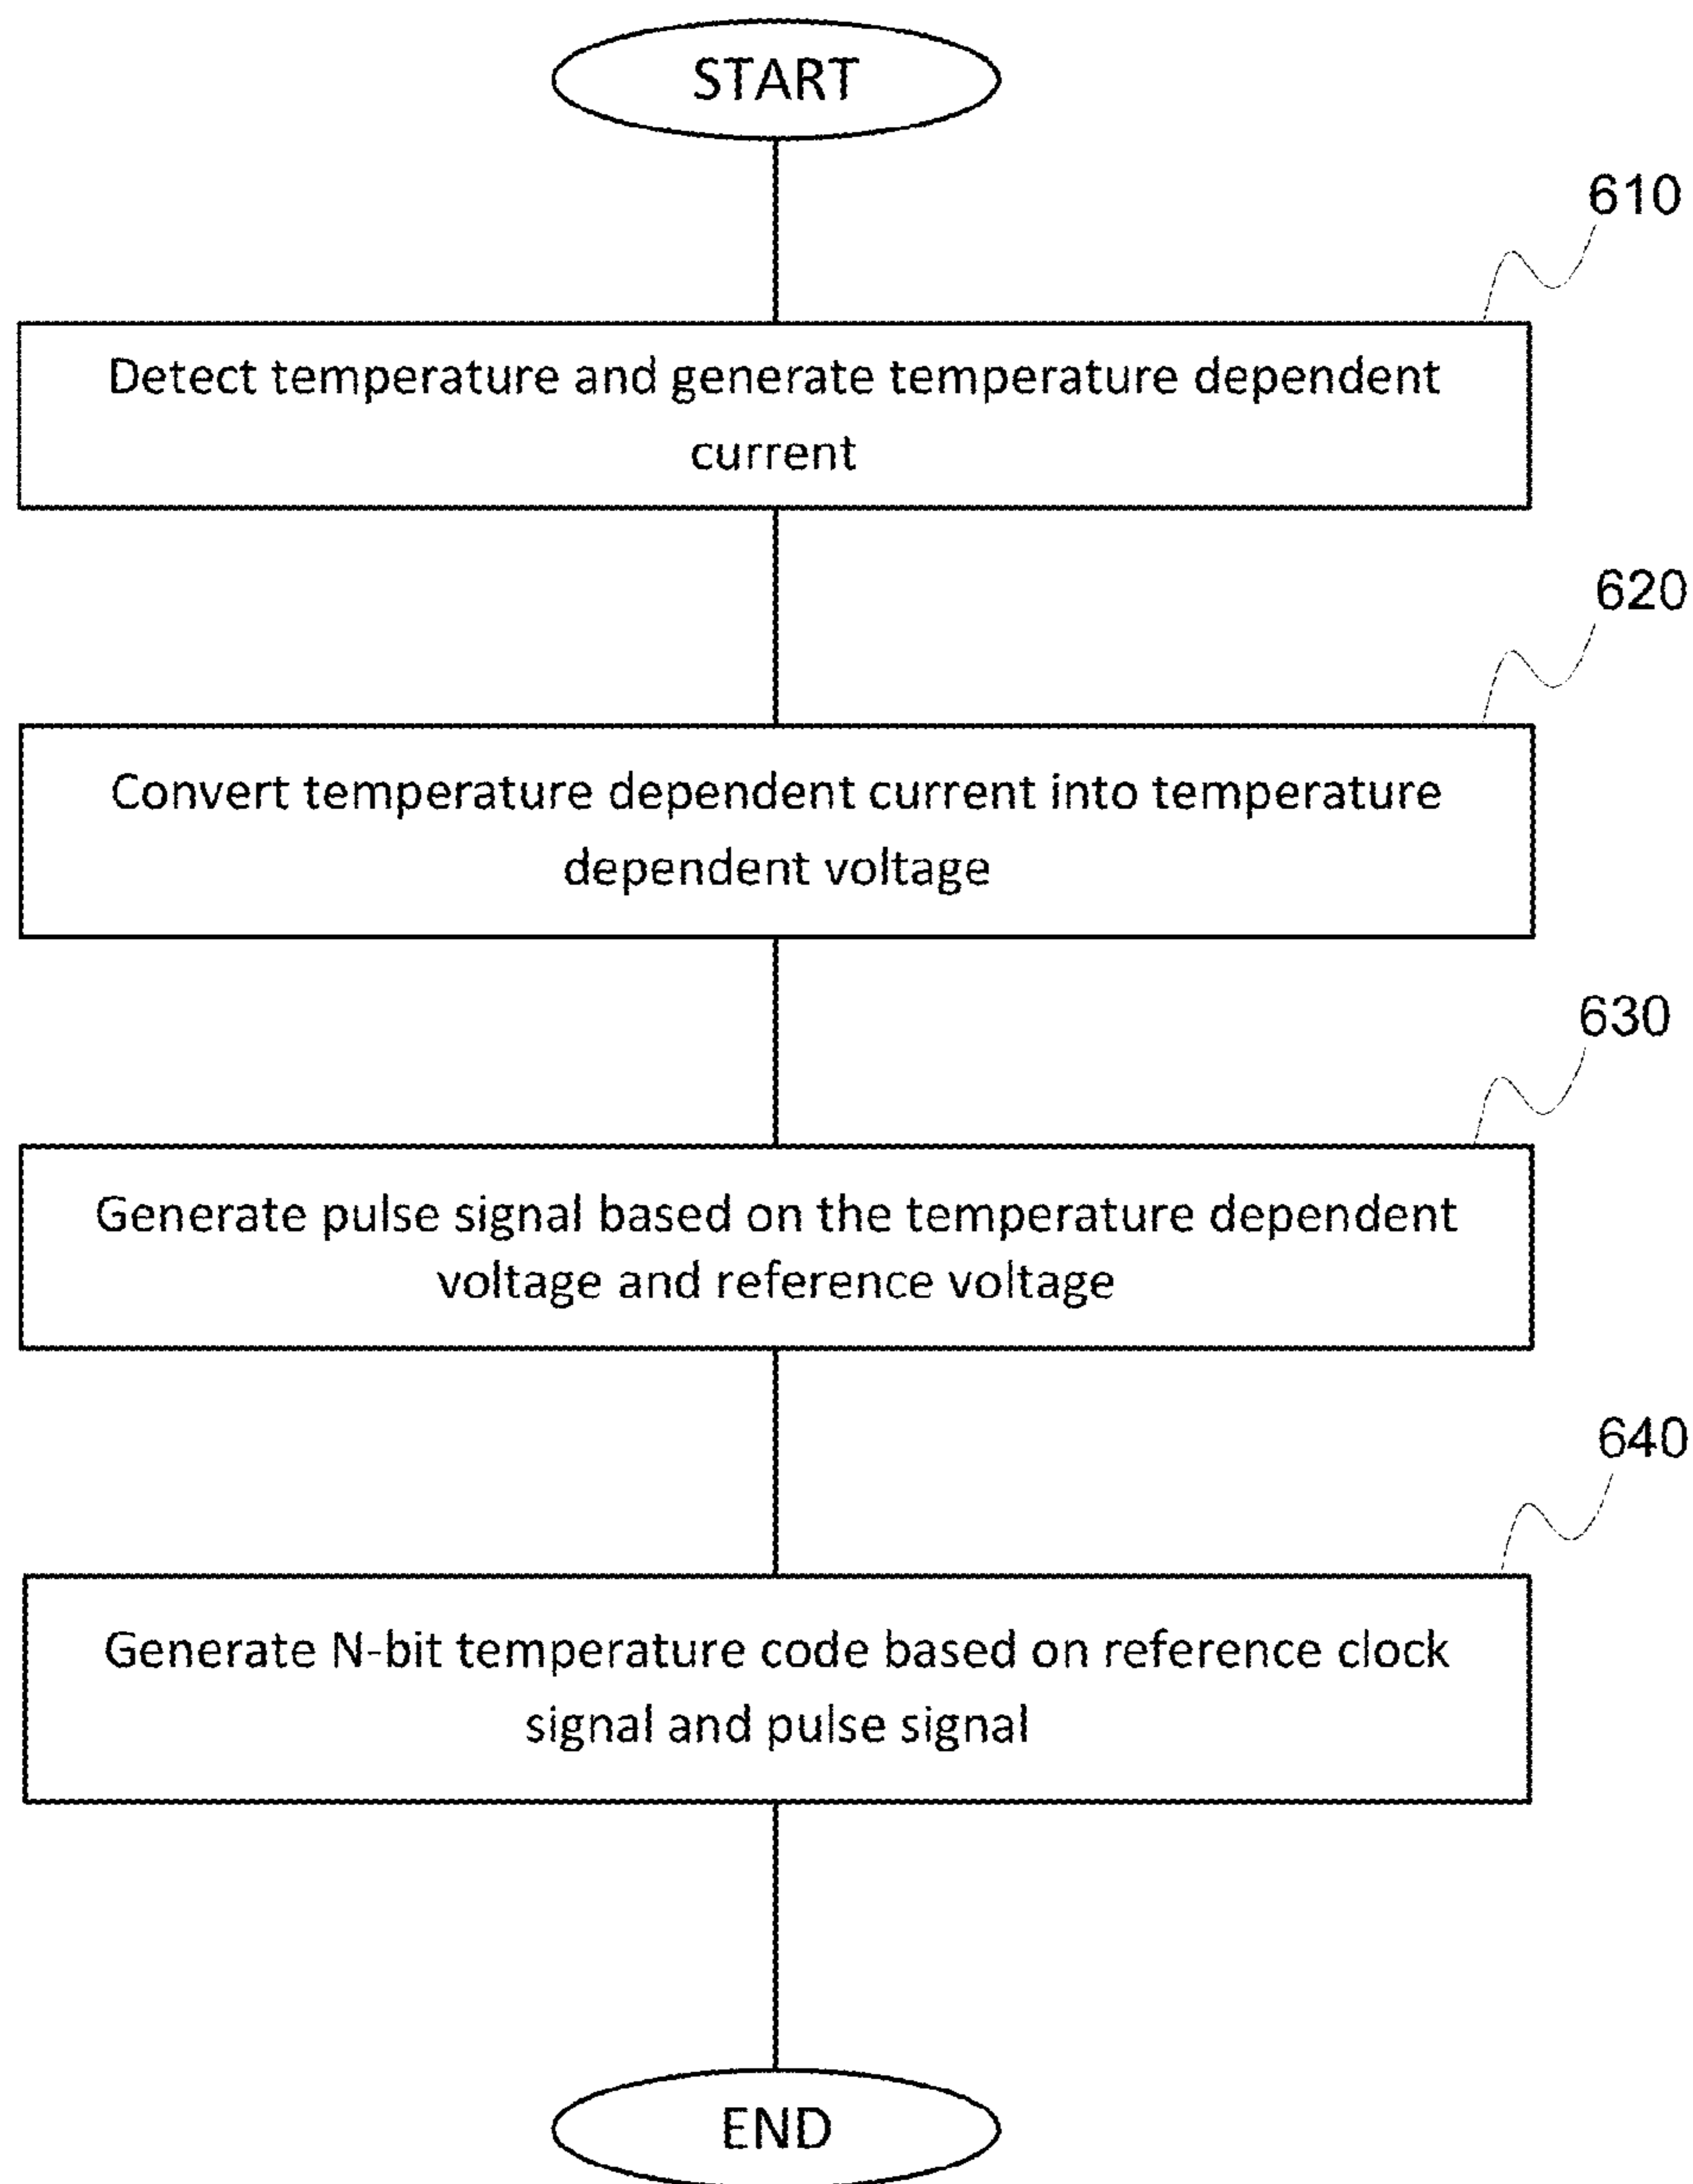 START
610
Detect temperature and generate temperature dependent
current
620
Convert temperature dependent current into temperature
dependent voltage
630
Generate pulse signal based on the temperature dependent
voltage and reference voltage
640
Generate N-bit temperature code based on reference clock
signal and pulse signal
END